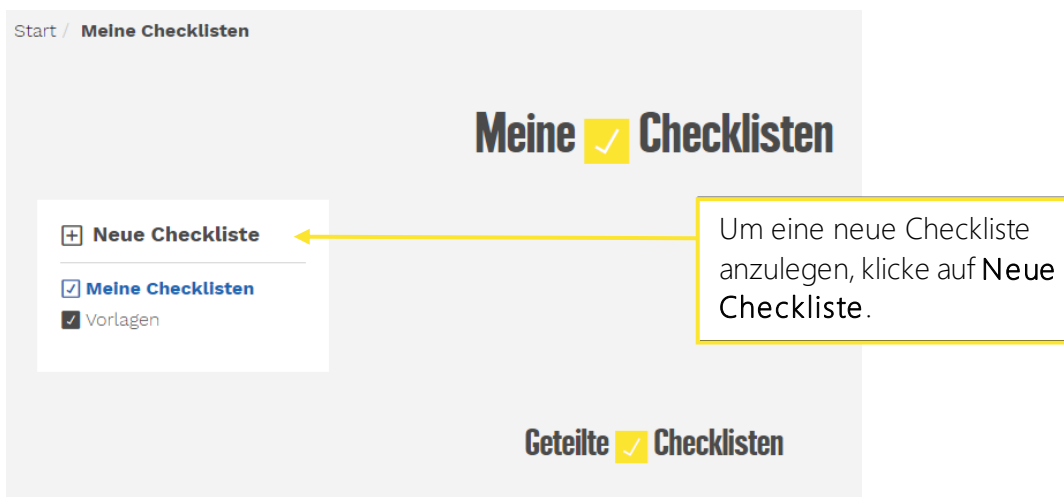 Start / Meine Checklisten
Meine Checklisten
Neue Checkliste
Meine Checklisten
Vorlagen
Um eine neue Checkliste
anzulegen, klicke auf Neue
Checkliste.
Geteilte Checklisten